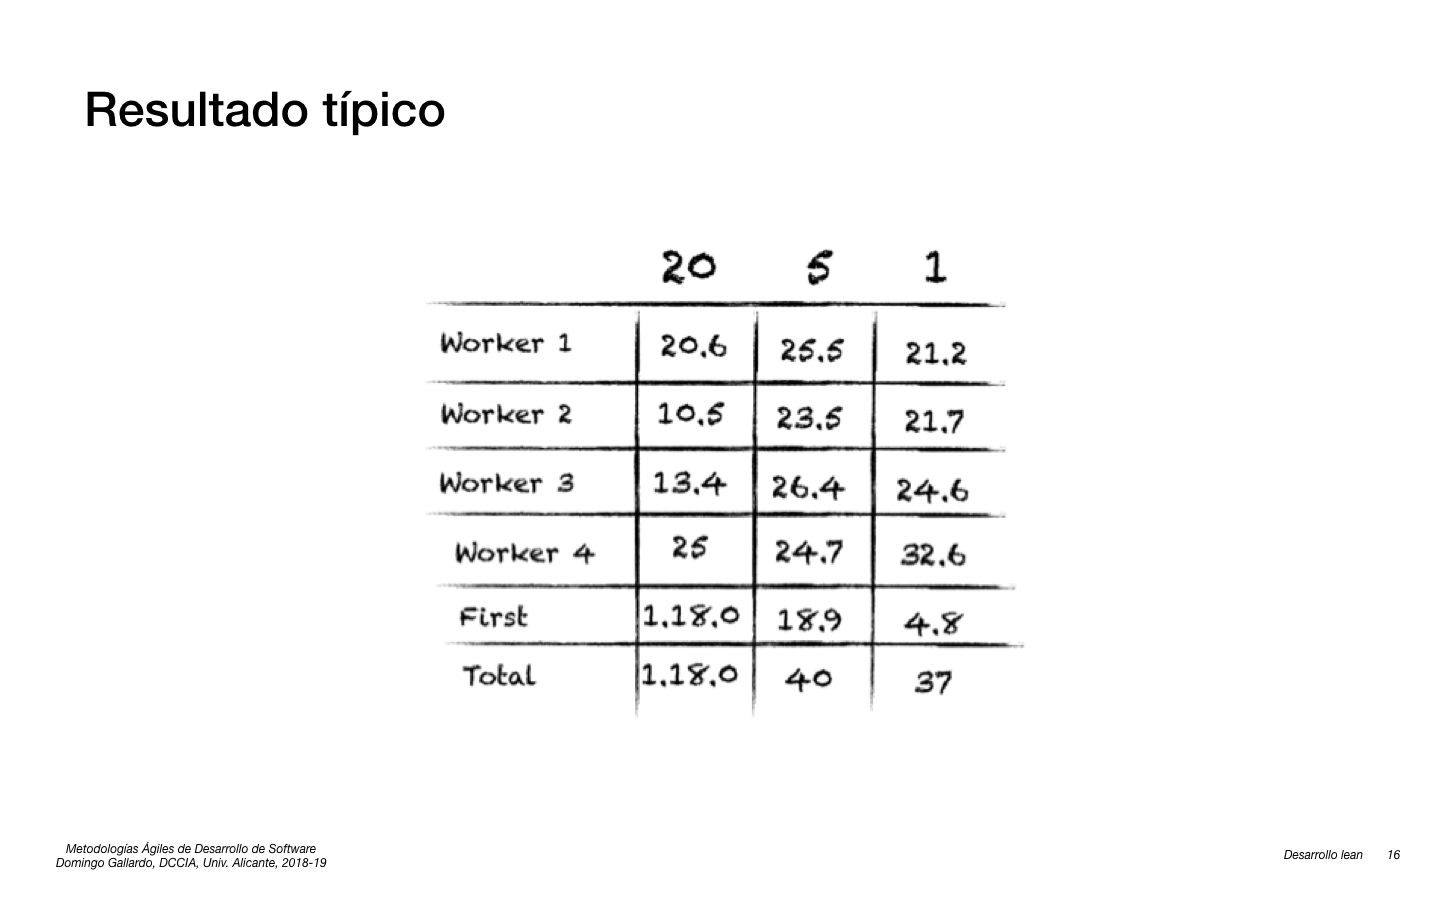 Resultado típico
20 5 1
Worker 1 20.6 25.5 21.2
Worker 2 10.5 23.5 21.7
Worker 3 13.4 26.4 24.6
Worker 4 25 24.7 32.6
First 1.18.0 18.9 4.8
Total 1.18.0 40 37
Metodologías Ágiles de Desarrollo de Software
Domingo Gallardo, DCCIA, Univ. Alicante, 2018-19
Desarrollo lean 16